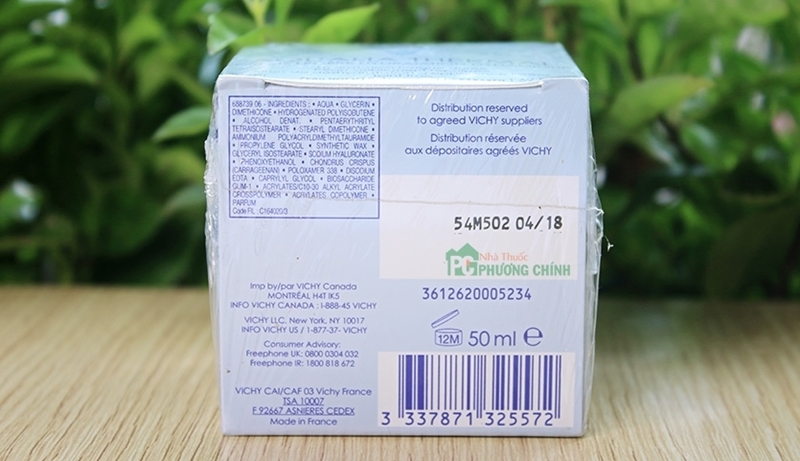 688739 06 - INGREDIENTS : • AQUA • GLYCERIN •
DIMETHICONE • HYDROGENATED POLYISOBUTENE
• ALCOHOL DENAT. • PENTAERYTHRITYL
TETRAISOSTEARATE • STEARYL DIMETHICONE •
AMMONIUM POLYACRYLDIMETHYLTAURAMIDE
• PROPYLENE GLYCOL • SYNTHETIC WAX •
GLYCERYL ISOSTEARATE • SODIUM HYALURONATE
• PHENOXYETHANOL • CHONDRUS CRISPUS
(CARRAGEENAN) • POLOXAMER 338 • DISODIUM
EDTA • CAPRYLYL GLYCOL • BIOSACCHARIDE
GUM-1 • ACRYLATES/C10-30 ALKYL ACRYLATE
CROSSPOLYMER • ACRYLATES COPOLYMER •
PARFUM
Code FIL : C164020/3
Distribution reserved
to agreed VICHY suppliers
Distribution réservée
aux dépositaires agréés VICHY
54M502 04/18
Nhà Thuốc
PC PHƯƠNG CHÍNH
3612620005234
12M 50 ml e
Imp by/par VICHY Canada
MONTRÉAL H4T 1K5
INFO VICHY CANADA : 1-888-45 VICHY
VICHY LLC, New York, NY 10017
INFO VICHY US / 1-877-37- VICHY
Consumer Advisory:
Freephone UK: 0800 0304 032
Freephone IR: 1800 818 672
VICHY CAI/CAF 03 Vichy France
TSA 10007
F 92667 ASNIERES CEDEX
Made in France
3 337871 325572